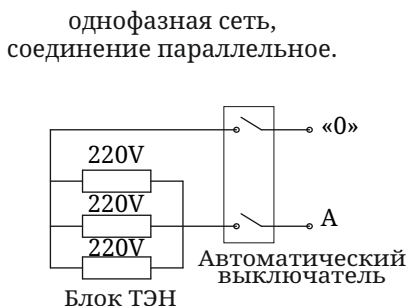 однофазная сеть,
соединение параллельное.
«0»
220V
220V
A
220V
Автоматический
выключатель
Блок ТЭН